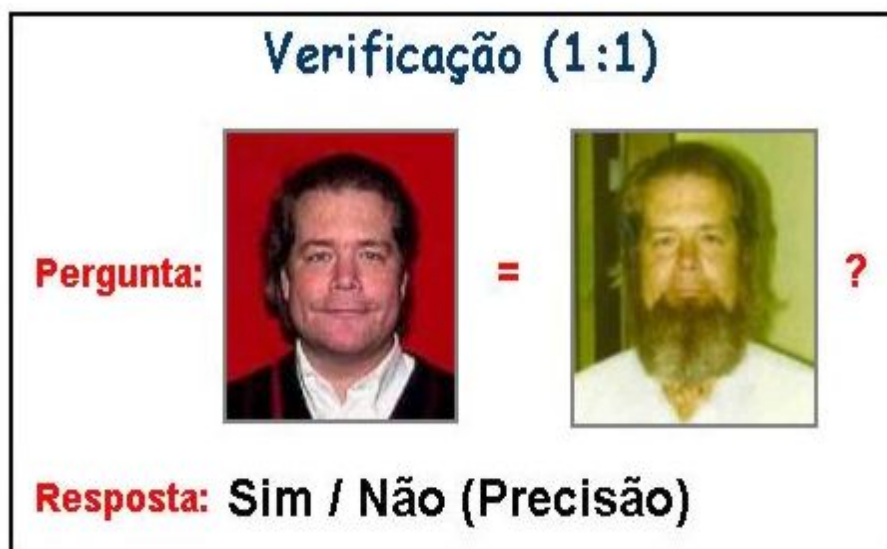 Verificação (1:1)
Pergunta: = ?
Resposta: Sim / Não (Precisão)